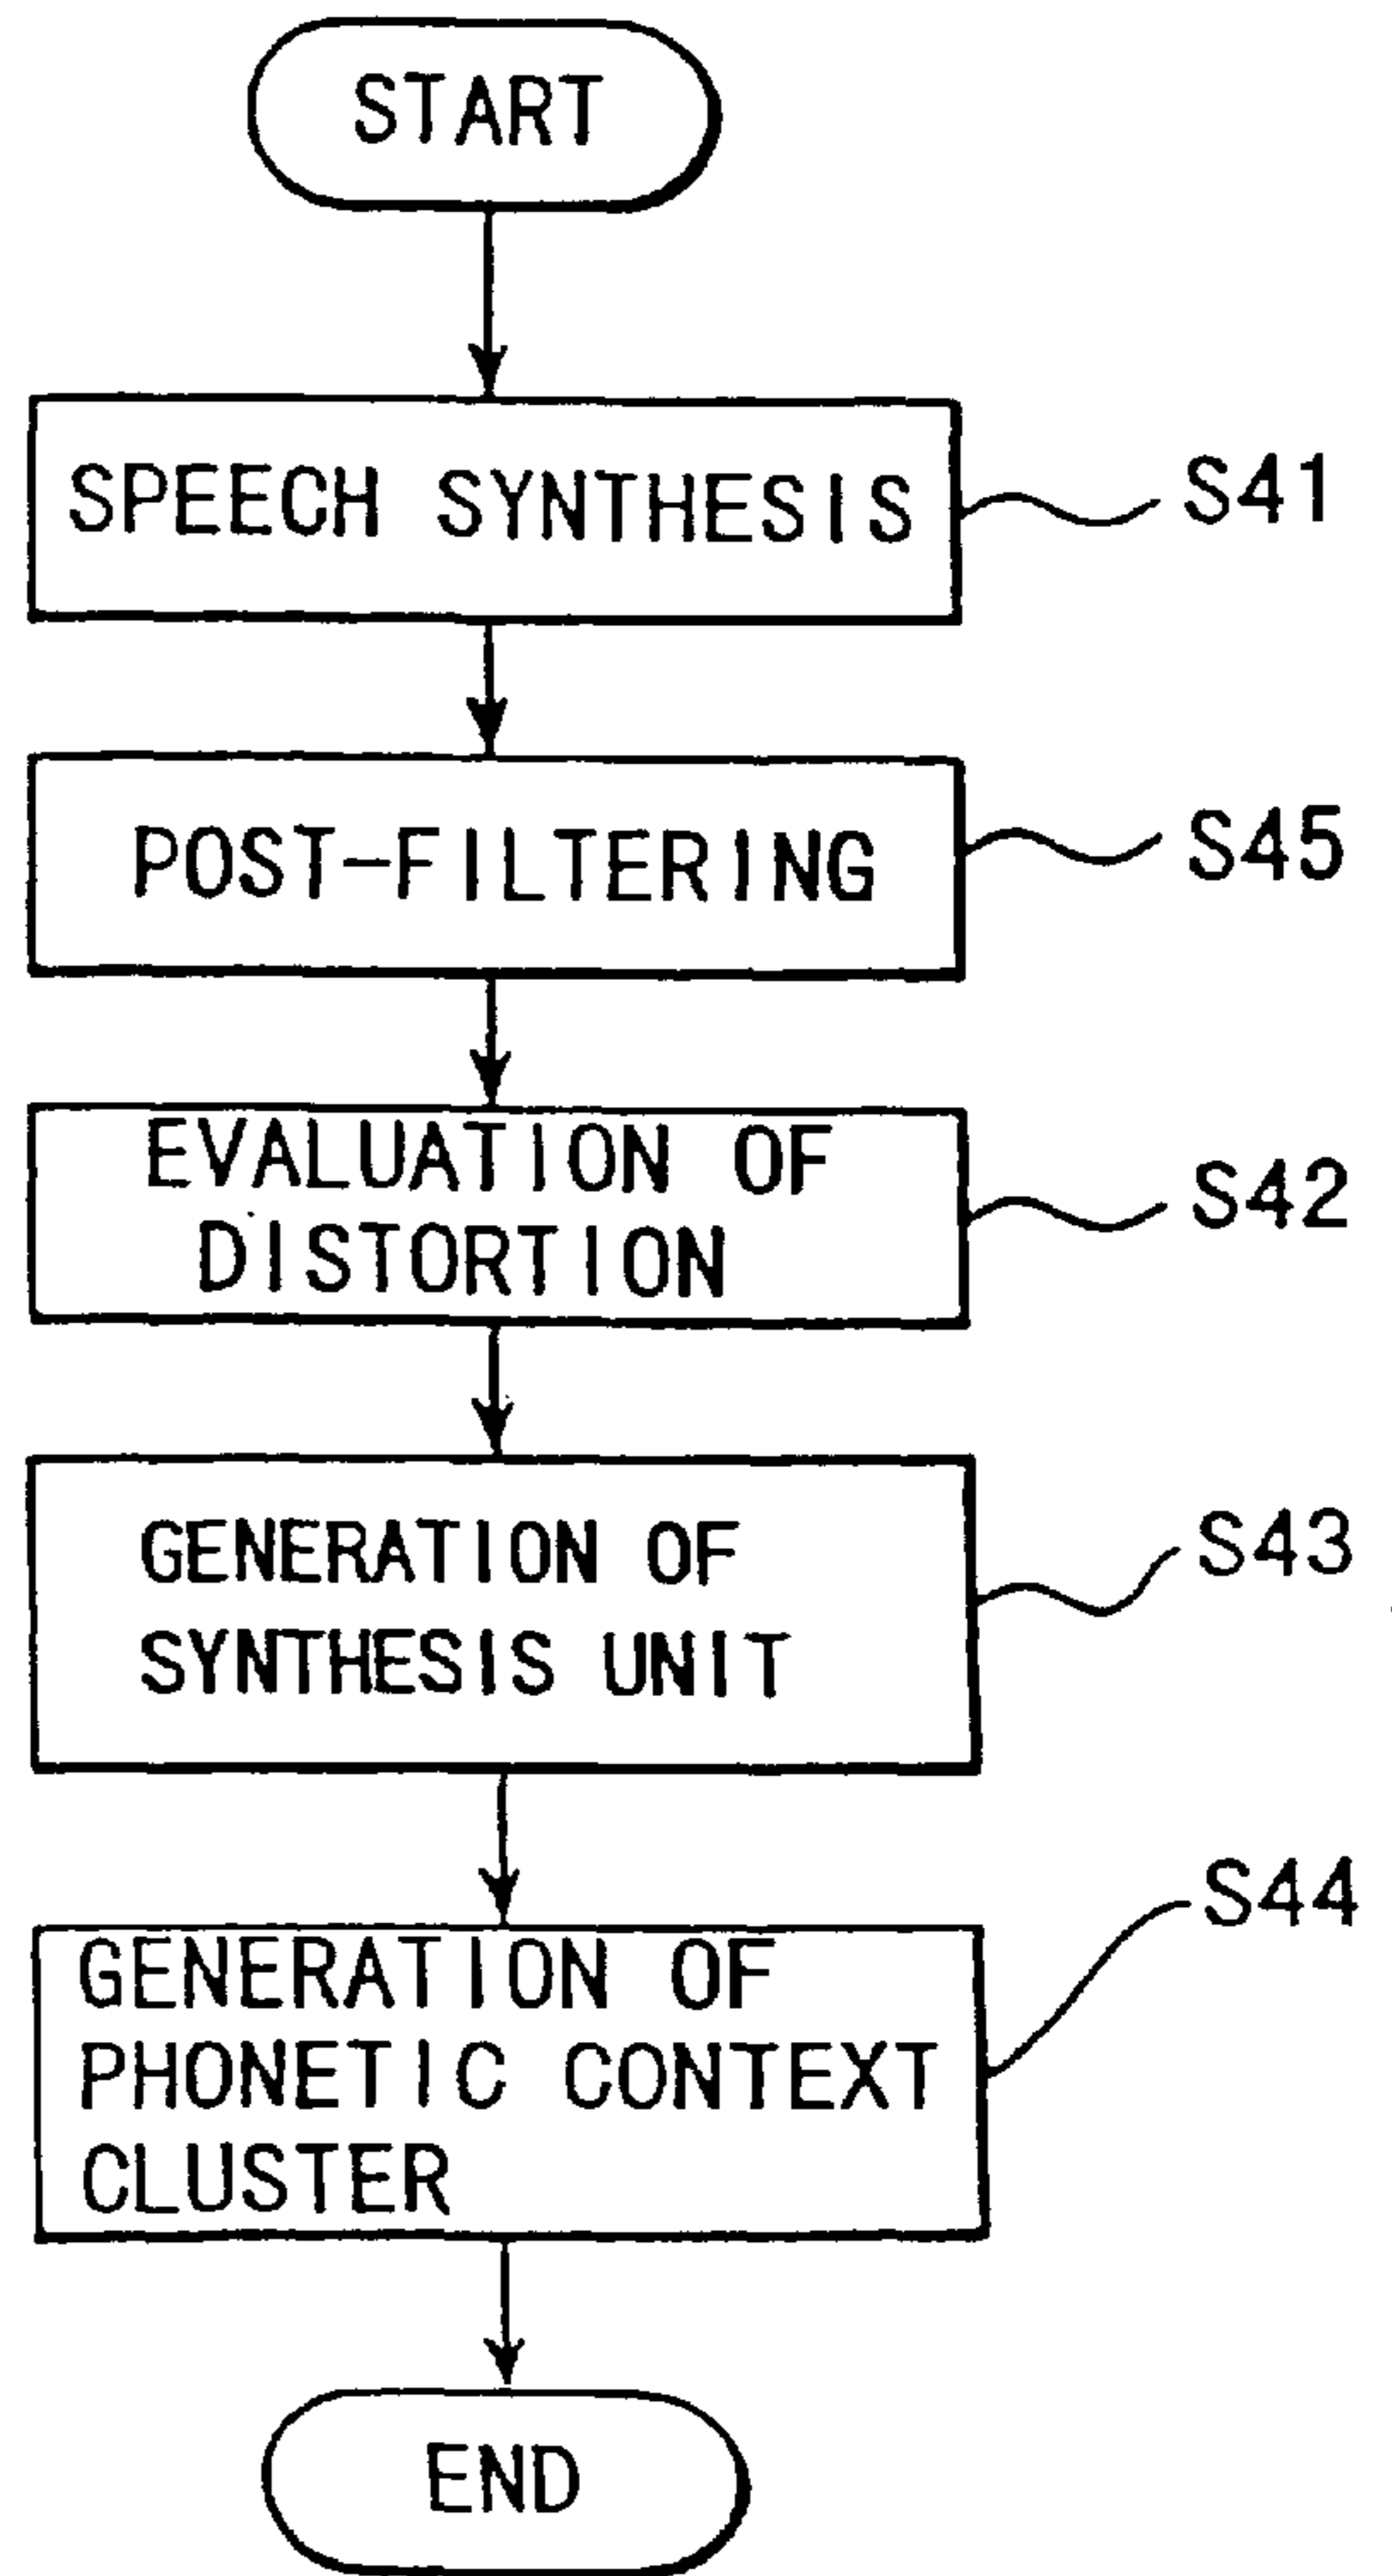 START
SPEECH SYNTHESIS
S41
POST-FILTERING
S45
EVALUATION OF
DISTORTION
S42
GENERATION OF
SYNTHESIS UNIT
S43
GENERATION OF
PHONETIC CONTEXT
CLUSTER
S44
END